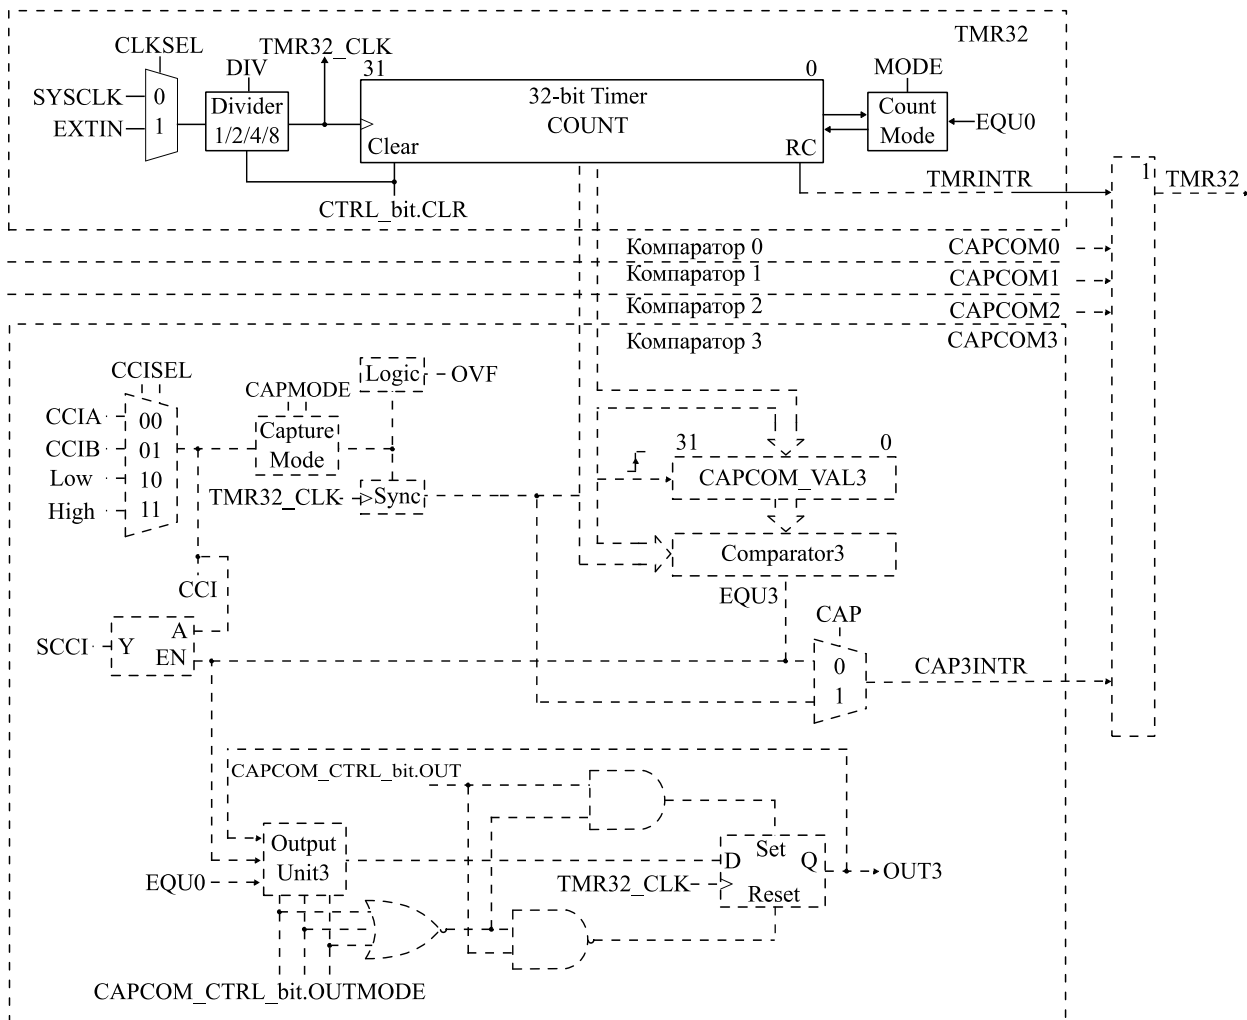 TMR32
CLKSEL
TMR32_CLK
DIV
31
0
MODE
SYSCLK
0
Divider
32-bit Timer
Count
EXTIN
1
1/2/4/8
COUNT
Mode
EQU0
Clear
RC
CTRL_bit.CLR
TMRINTR
1
TMR32
Компаратор 0
CAPCOM0
Компаратор 1
CAPCOM1
Компаратор 2
CAPCOM2
Компаратор 3
CAPCOM3
CCISEL
CAPMODE
Logic
OVF
CCIA
00
Capture
CCIB
01
Mode
31
0
Low
10
CAPCOM_VAL3
High
11
TMR32_CLK
Sync
Comparator3
CCI
EQU3
CAP
SCCI
Y
A
EN
0
CAP3INTR
1
CAPCOM_CTRL_bit.OUT
Output
Unit3
Set
D
Q
EQU0
TMR32_CLK
Reset
OUT3
CAPCOM_CTRL_bit.OUTMODE